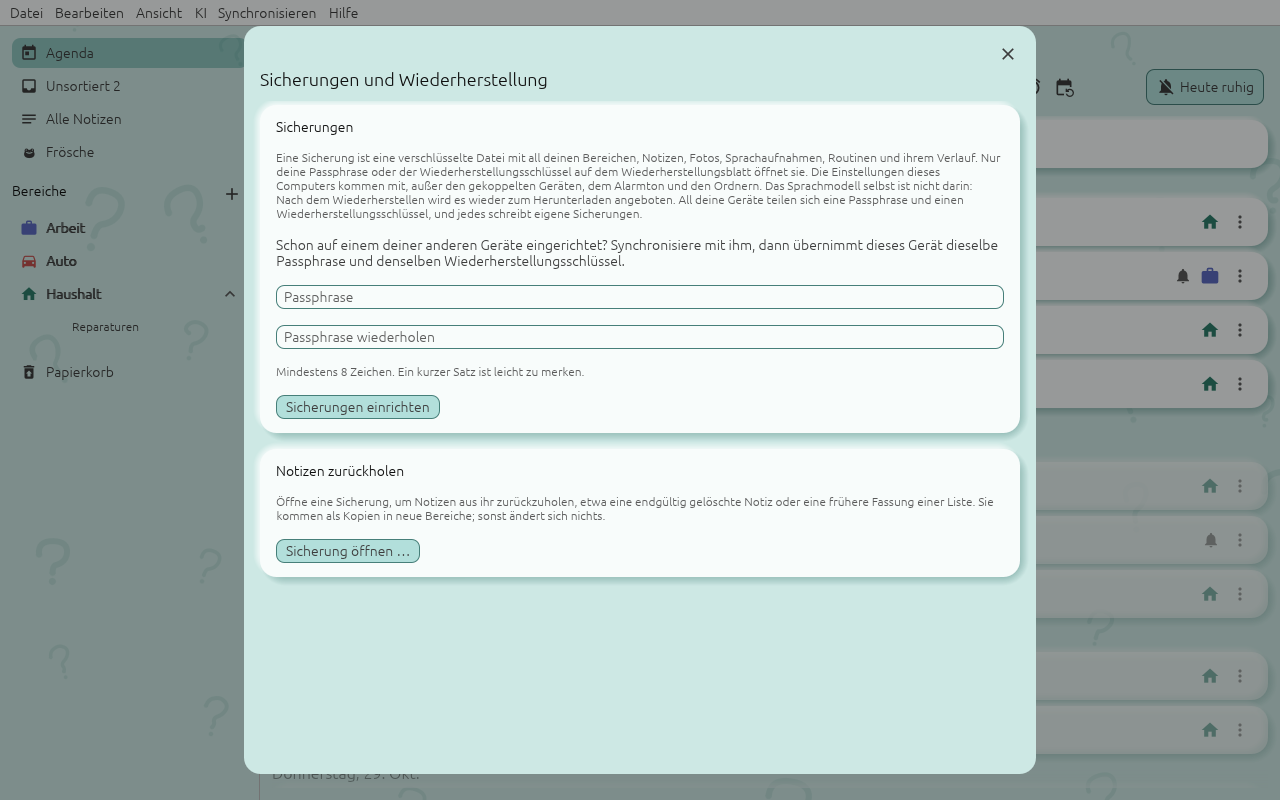 Datei Bearbeiten Ansicht KI Synchronisieren Hilfe
Agenda
Unsortiert 2
Alle Notizen
Frösche
Bereiche
Arbeit
Auto
Haushalt
Reparaturen
Papierkorb
Heute ruhig
Sicherungen und Wiederherstellung
Sicherungen
Eine Sicherung ist eine verschlüsselte Datei mit all deinen Bereichen, Notizen, Fotos, Sprachaufnahmen, Routinen und ihrem Verlauf. Nur
deine Passphrase oder der Wiederherstellungsschlüssel auf dem Wiederherstellungsblatt öffnet sie. Die Einstellungen dieses
Computers kommen mit, außer den gekoppelten Geräten, dem Alarmton und den Ordnern. Das Sprachmodell selbst ist nicht darin:
Nach dem Wiederherstellen wird es wieder zum Herunterladen angeboten. All deine Geräte teilen sich eine Passphrase und einen
Wiederherstellungsschlüssel, und jedes schreibt eigene Sicherungen.
Schon auf einem deiner anderen Geräte eingerichtet? Synchronisiere mit ihm, dann übernimmt dieses Gerät dieselbe
Passphrase und denselben Wiederherstellungsschlüssel.
Passphrase
Passphrase wiederholen
Mindestens 8 Zeichen. Ein kurzer Satz ist leicht zu merken.
Sicherungen einrichten
Notizen zurückholen
Öffne eine Sicherung, um Notizen aus ihr zurückzuholen, etwa eine endgültig gelöschte Notiz oder eine frühere Fassung einer Liste. Sie
kommen als Kopien in neue Bereiche; sonst ändert sich nichts.
Sicherung öffnen …
Donnerstag, 29. Okt.